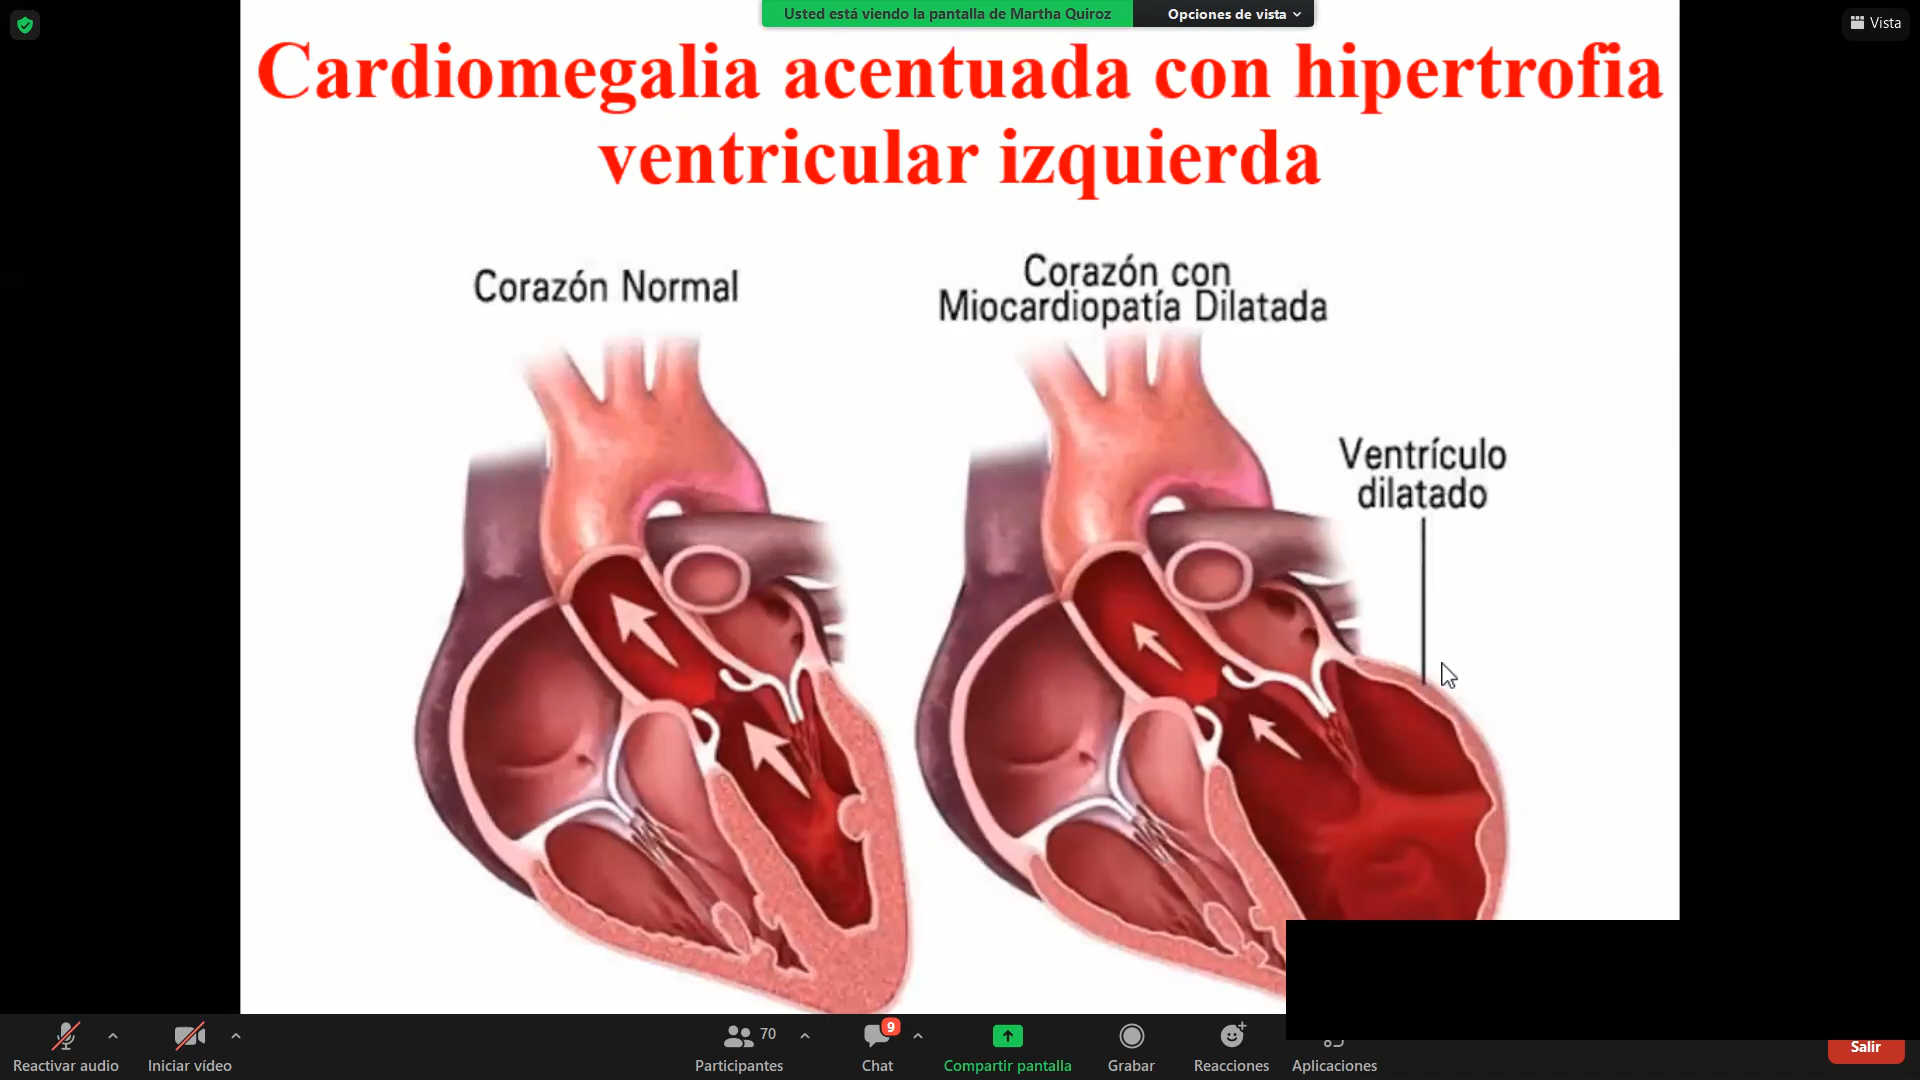 Usted está viendo la pantalla de Martha Quiroz
Opciones de vista
Vista
Cardiomegalia acentuada con hipertrofia
ventricular izquierda
Corazón Normal
Corazón con
Miocardiopatía Dilatada
Ventrículo
dilatado
70
9
Reactivar audio
Iniciar vídeo
Participantes
Chat
Compartir pantalla
Grabar
Reacciones
Aplicaciones
Salir